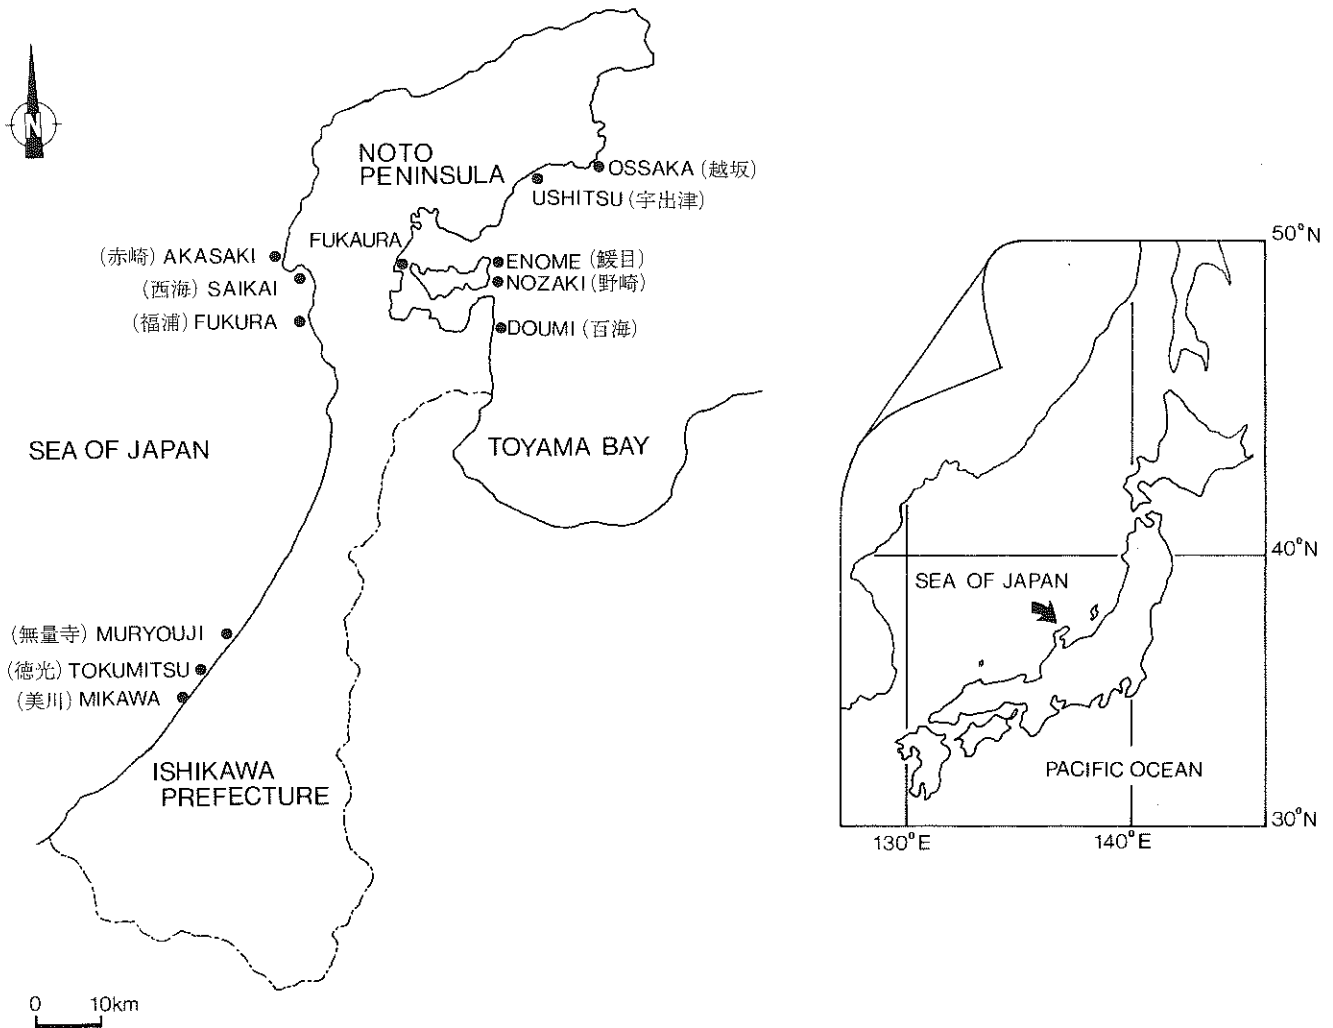 N
NOTO
PENINSULA
OSSAKA (越坂)
USHITSU (宇出津)
FUKAURA
(赤崎) AKASAKI
ENOME (鰀目)
(西海) SAIKAI
NOZAKI (野崎)
(福浦) FUKURA
DOUMI (百海)
SEA OF JAPAN
TOYAMA BAY
(無量寺) MURYOUJI
(徳光) TOKUMITSU
(美川) MIKAWA
ISHIKAWA
PREFECTURE
0 10km
50°N
40°N
SEA OF JAPAN
PACIFIC OCEAN
30°N
130°E 140°E